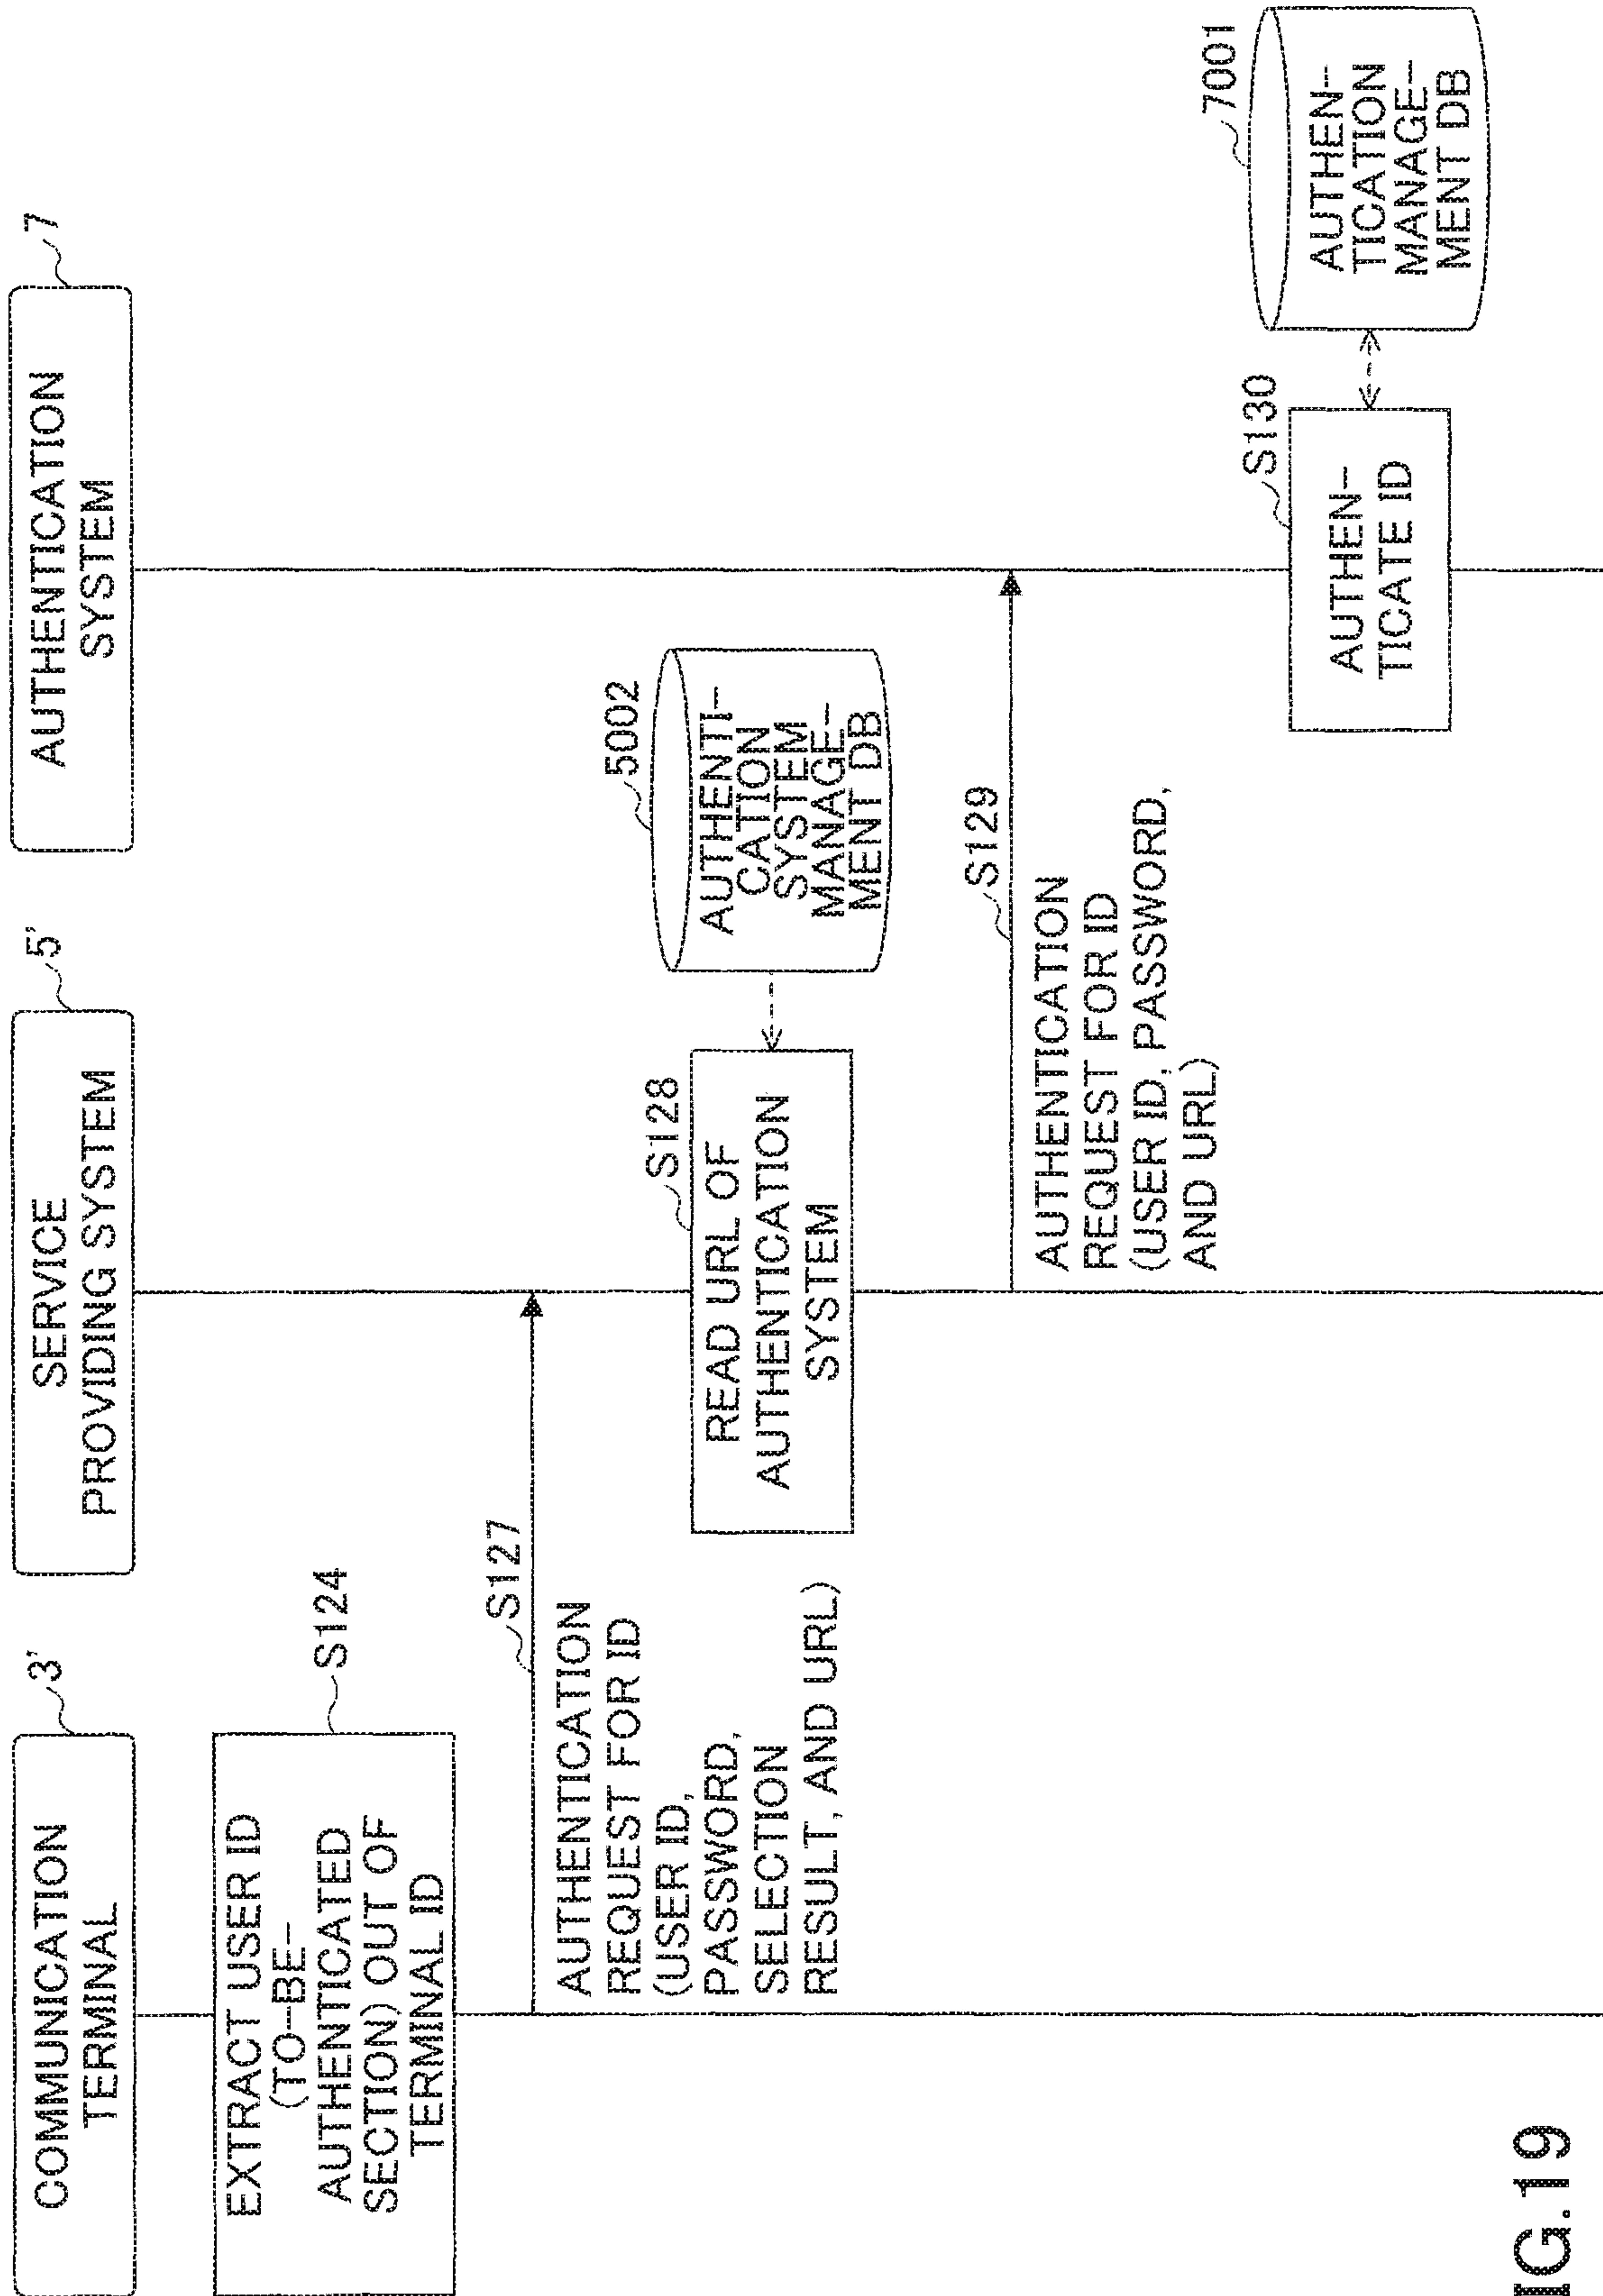 COMMUNICATION
TERMINAL
3'
SERVICE
PROVIDING SYSTEM
5'
AUTHENTICATION
SYSTEM
7
EXTRACT USER ID
(TO-BE-
AUTHENTICATED
SECTION) OUT OF
TERMINAL ID
S124
S127
AUTHENTICATION
REQUEST FOR ID
(USER ID,
PASSWORD,
SELECTION
RESULT, AND URL)
S128
READ URL OF
AUTHENTICATION
SYSTEM
5002
AUTHENTI-
CATION
SYSTEM
MANAGE-
MENT DB
S129
AUTHENTICATION
REQUEST FOR ID
(USER ID, PASSWORD,
AND URL)
S130
AUTHEN-
TICATE ID
7001
AUTHEN-
TICATION
MANAGE-
MENT DB
IG.19